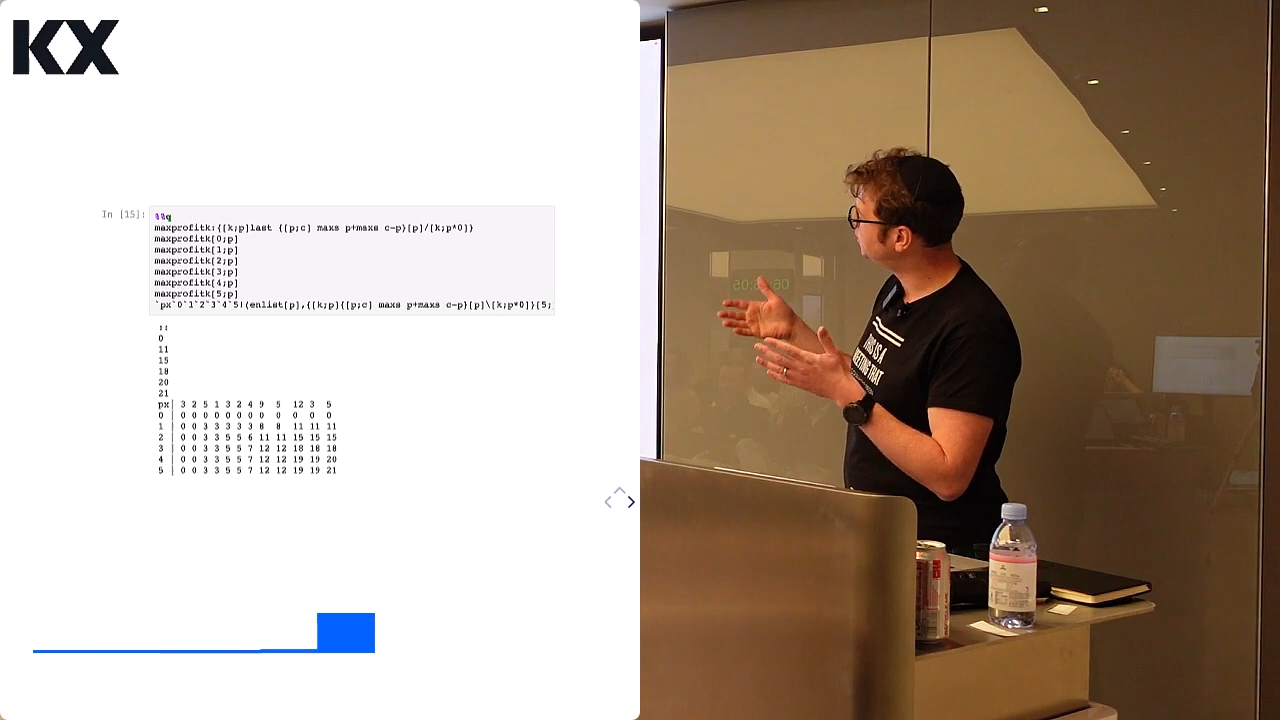 KX
In [15]:
%%q
maxprofitk:{[k;p]last {[p;c] maxs p+maxs c-p}[p]/[k;p*0]}
maxprofitk[0;p]
maxprofitk[1;p]
maxprofitk[2;p]
maxprofitk[3;p]
maxprofitk[4;p]
maxprofitk[5;p]
`px`0`1`2`3`4`5!(enlist[p],{[k;p]{[p;c] maxs p+maxs c-p}[p]\[k;p*0]}[5;
0
11
15
18
20
21
px| 3 2 5 1 3 2 4 9 5 12 3 5
0 | 0 0 0 0 0 0 0 0 0 0 0 0
1 | 0 0 3 3 3 3 3 8 8 11 11 11
2 | 0 0 3 3 5 5 6 11 11 15 15 15
3 | 0 0 3 3 5 5 7 12 12 18 18 18
4 | 0 0 3 3 5 5 7 12 12 19 19 20
5 | 0 0 3 3 5 5 7 12 12 19 19 21
THIS IS A
MEETING THAT